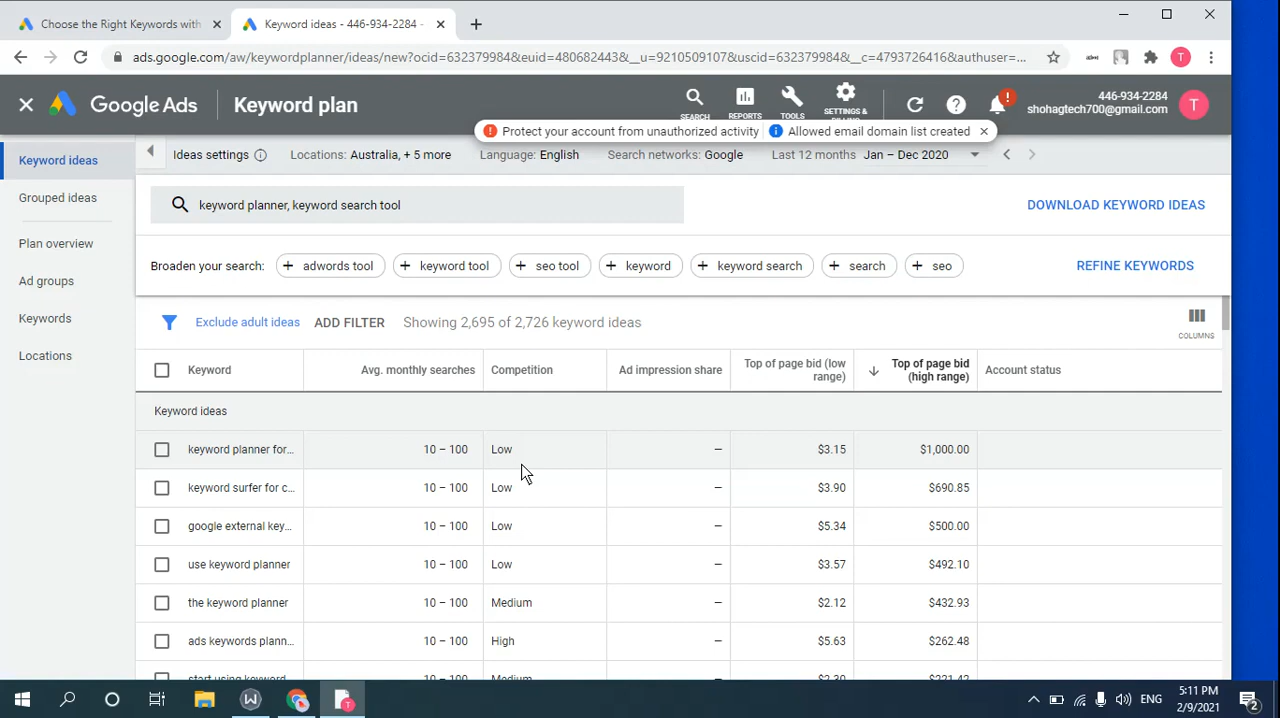 Choose the Right Keywords with
Keyword ideas - 446-934-2284 -
ads.google.com/aw/keywordplanner/ideas/new?ocid=632379984&euid=480682443&__u=9210509107&uscid=632379984&__c=4793726416&authuser=...
T
Google Ads
Keyword plan
SEARCH
REPORTS
TOOLS
SETTINGS &
446-934-2284
shohagtech700@gmail.com
T
Protect your account from unauthorized activity
Allowed email domain list created
Keyword ideas
Grouped ideas
Plan overview
Ad groups
Keywords
Locations
Ideas settings
Locations: Australia, + 5 more
Language: English
Search networks: Google
Last 12 months Jan – Dec 2020
keyword planner, keyword search tool
DOWNLOAD KEYWORD IDEAS
Broaden your search:
+ adwords tool
+ keyword tool
+ seo tool
+ keyword
+ keyword search
+ search
+ seo
REFINE KEYWORDS
Exclude adult ideas
ADD FILTER
Showing 2,695 of 2,726 keyword ideas
COLUMNS
Keyword
Avg. monthly searches
Competition
Ad impression share
Top of page bid (low range)
Top of page bid (high range)
Account status
Keyword ideas
keyword planner for... 10 – 100 Low – $3.15 $1,000.00
keyword surfer for c... 10 – 100 Low – $3.90 $690.85
google external key... 10 – 100 Low – $5.34 $500.00
use keyword planner 10 – 100 Low – $3.57 $492.10
the keyword planner 10 – 100 Medium – $2.12 $432.93
ads keywords plann... 10 – 100 High – $5.63 $262.48
ENG
5:11 PM
2/9/2021
2